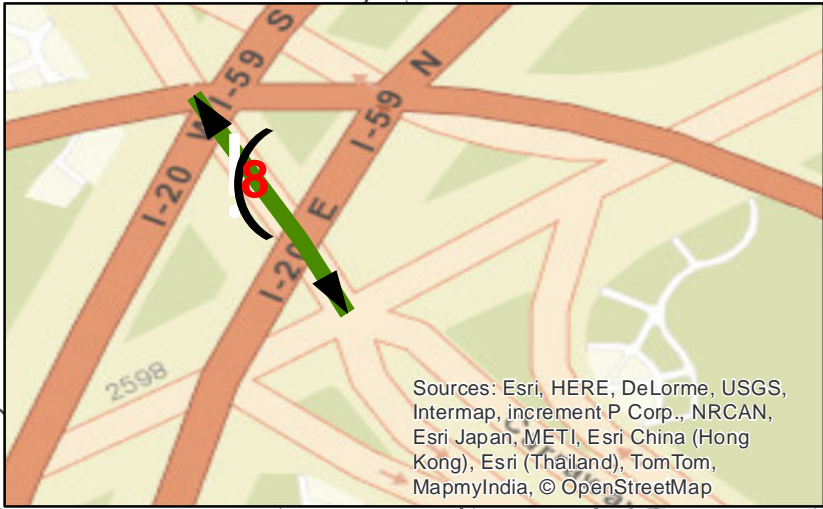 I-59 S
I-59 N
I-20 W
8
(
I-20 E
2598
Sources: Esri, HERE, DeLorme, USGS,
Intermap, increment P Corp., NRCAN,
Esri Japan, METI, Esri China (Hong
Kong), Esri (Thailand), TomTom,
MapmyIndia, © OpenStreetMap